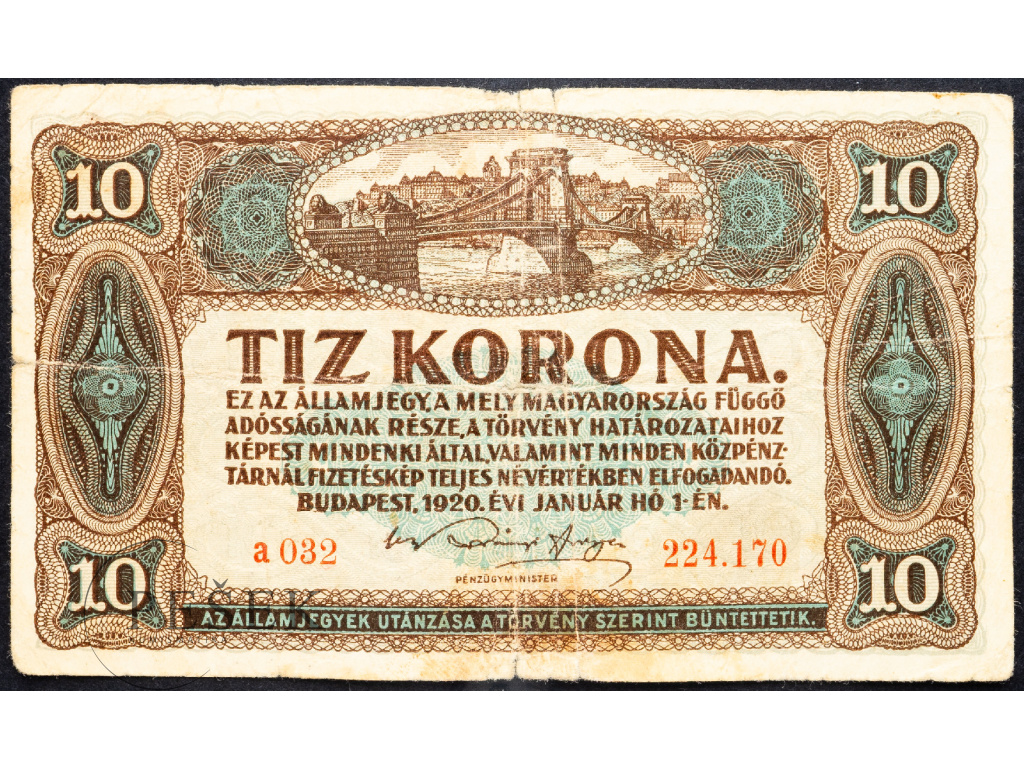 10 10
TIZ KORONA.
EZ AZ ÁLLAMJEGY, A MELY MAGYARORSZÁG FÜGGŐ
ADÓSSÁGÁNAK RÉSZE, A TÖRVÉNY HATÁROZATAIHOZ
KÉPEST MINDENKI ÁLTAL, VALAMINT MINDEN KÖZPÉNZ-
TÁRNÁL FIZETÉSKÉP TELJES NÉVÉRTÉKBEN ELFOGADANDÓ.
BUDAPEST, 1920. ÉVI JANUÁR HÓ 1-ÉN.
a 032 224.170
PÉNZÜGYMINISTER
10 10
PEŠEK
AZ ÁLLAMJEGYEK UTÁNZÁSA A TÖRVÉNY SZERINT BÜNTETTETIK.